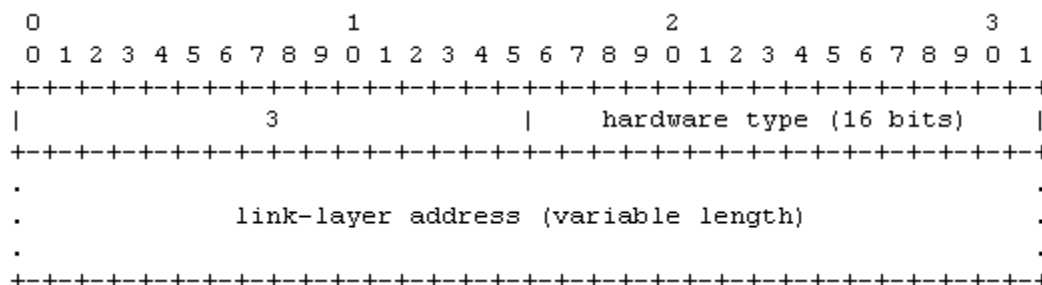 0                   1                   2                   3
 0 1 2 3 4 5 6 7 8 9 0 1 2 3 4 5 6 7 8 9 0 1 2 3 4 5 6 7 8 9 0 1
+-+-+-+-+-+-+-+-+-+-+-+-+-+-+-+-+-+-+-+-+-+-+-+-+-+-+-+-+-+-+-+-+
|               3               |    hardware type (16 bits)    |
+-+-+-+-+-+-+-+-+-+-+-+-+-+-+-+-+-+-+-+-+-+-+-+-+-+-+-+-+-+-+-+-+
.                                                               .
.             link-layer address (variable length)              .
.                                                               .
+-+-+-+-+-+-+-+-+-+-+-+-+-+-+-+-+-+-+-+-+-+-+-+-+-+-+-+-+-+-+-+-+